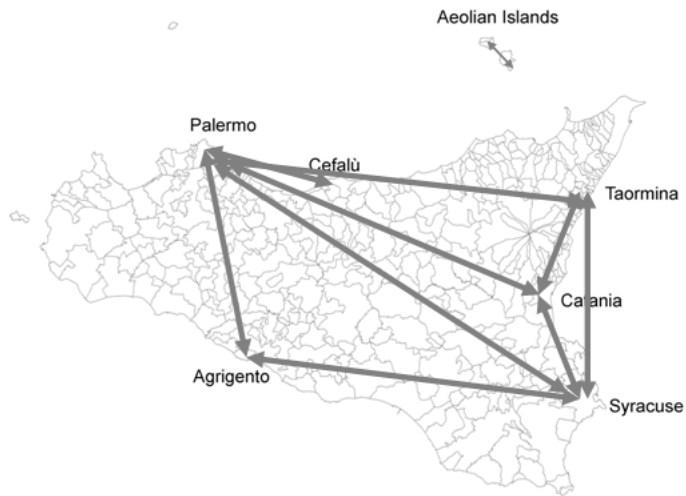 Aeolian Islands
Palermo
Cefalù
Taormina
Catania
Agrigento
Syracuse